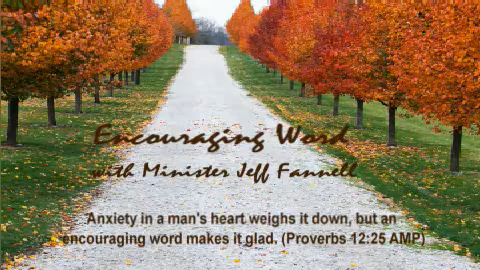 Encouraging Word
with Minister Jeff Fannell
Anxiety in a man's heart weighs it down, but an
encouraging word makes it glad. (Proverbs 12:25 AMP)